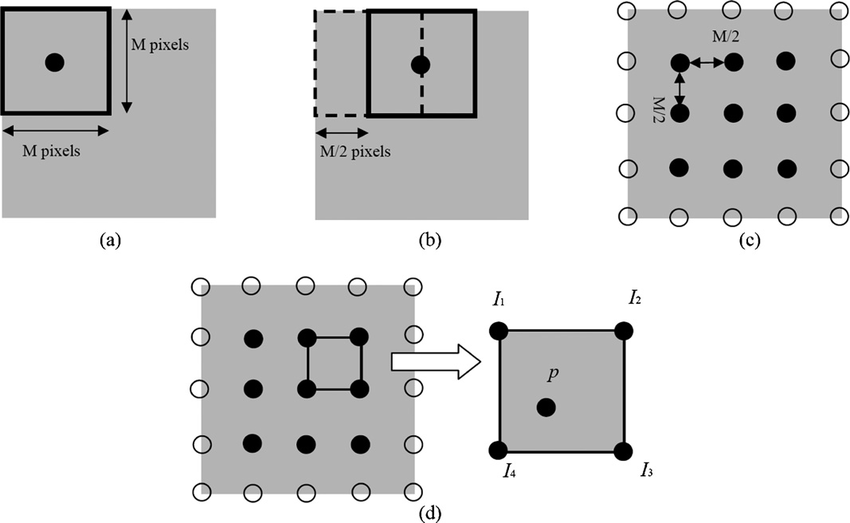 M pixels
M pixels
(a)
M/2 pixels
(b)
M/2
M/2
(c)
I1
I2
p
I4
I3
(d)